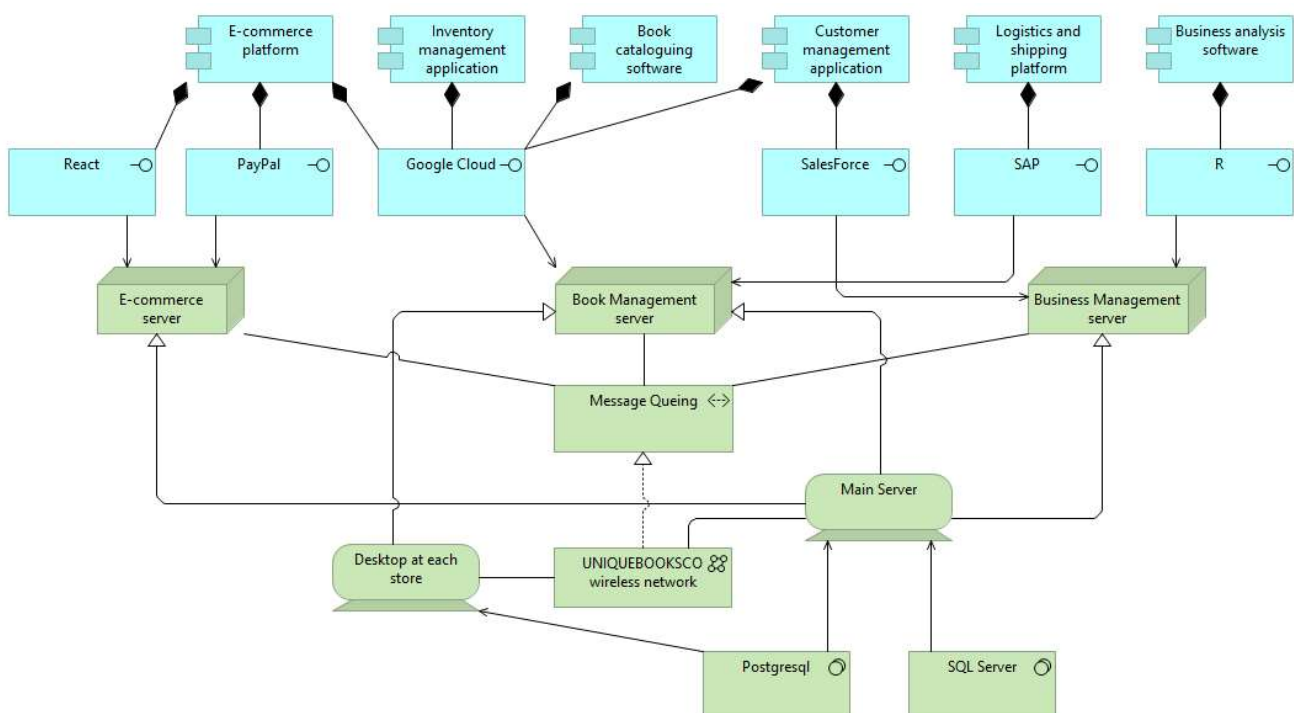 E-commerce
platform
Inventory
management
application
Book
cataloguing
software
Customer
management
application
Logistics and
shipping
platform
Business analysis
software
React
PayPal
Google Cloud
SalesForce
SAP
R
E-commerce
server
Book Management
server
Business Management
server
Message Queing
Main Server
Desktop at each
store
UNIQUEBOOKSCO
wireless network
Postgresql
SQL Server